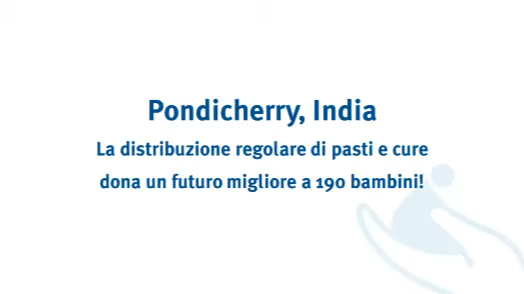 Pondicherry, India
La distribuzione regolare di pasti e cure
dona un futuro migliore a 190 bambini!